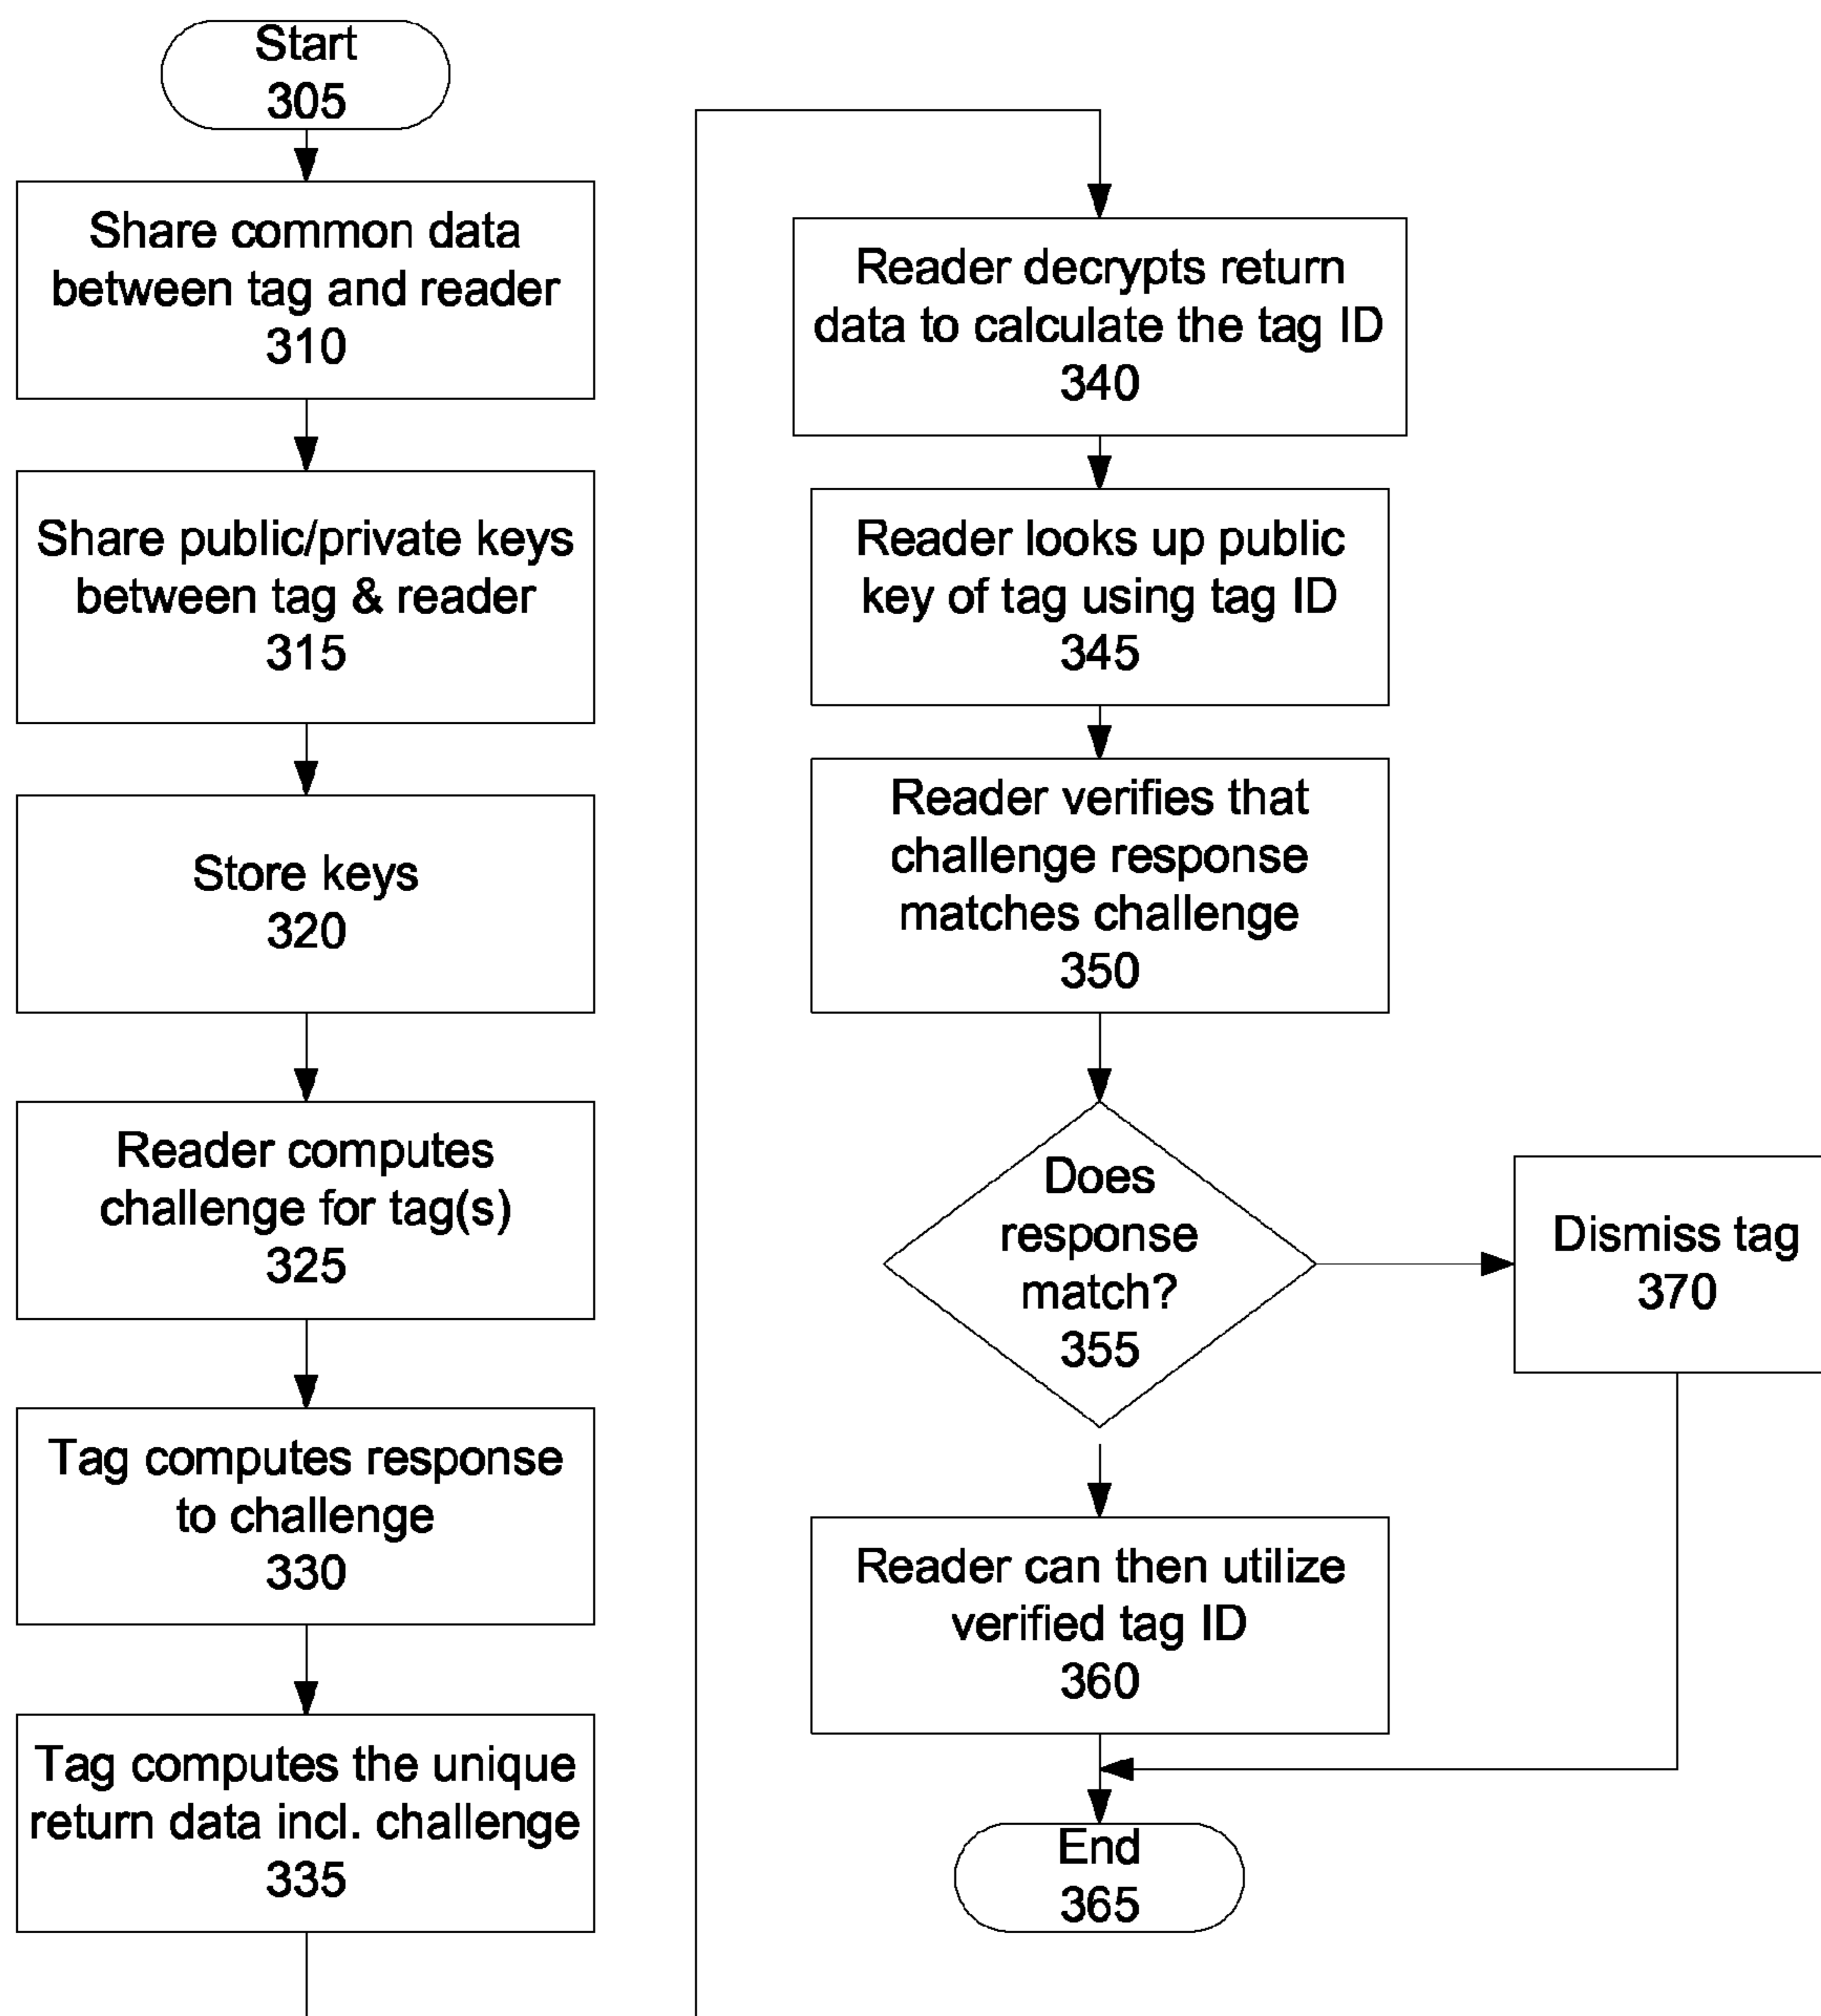 Start
305
Share common data
between tag and reader
310
Share public/private keys
between tag & reader
315
Store keys
320
Reader computes
challenge for tag(s)
325
Tag computes response
to challenge
330
Tag computes the unique
return data incl. challenge
335
Reader decrypts return
data to calculate the tag ID
340
Reader looks up public
key of tag using tag ID
345
Reader verifies that
challenge response
matches challenge
350
Does
response
match?
355
Dismiss tag
370
Reader can then utilize
verified tag ID
360
End
365